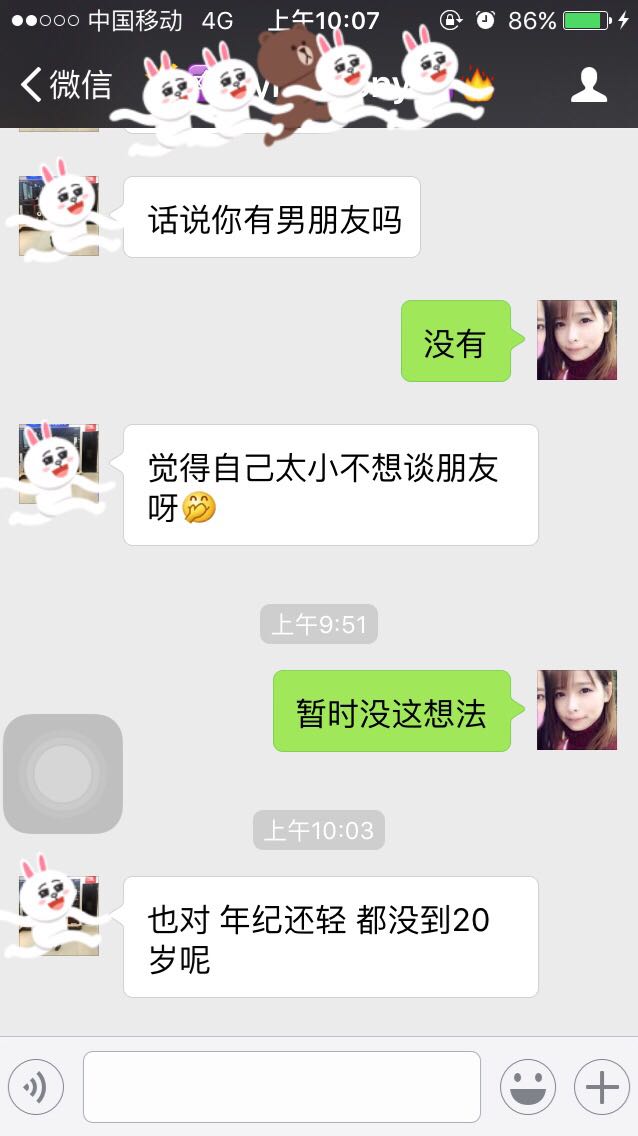 中国移动 4G 上午10:07 86%
微信
话说你有男朋友吗
没有
觉得自己太小不想谈朋友
呀
上午9:51
暂时没这想法
上午10:03
也对 年纪还轻 都没到20
岁呢